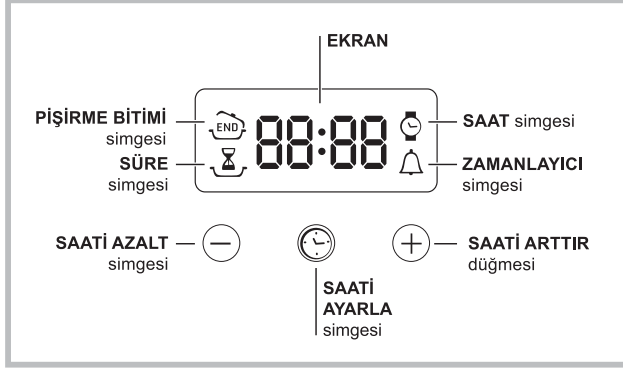 EKRAN
PİŞİRME BİTİMİ
simgesi
END
88:88
SAAT simgesi
SÜRE
simgesi
ZAMANLAYICI
simgesi
SAATİ AZALT
simgesi
SAATİ ARTTIR
düğmesi
SAATİ
AYARLA
simgesi